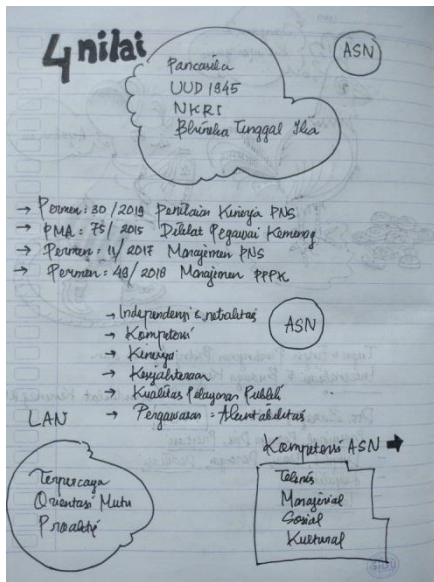 4 nilai
ASN
Pancasila
UUD 1945
NKRI
Bhineka Tunggal Ika
→ Permen : 30 / 2019 Penilaian Kinerja PNS
→ PMA : 75 / 2015 Diklat Pegawai Kemenag
→ Permen : 11 / 2017 Manajemen PNS
→ Permen : 49 / 2018 Manajemen PPPK
→ Independensi & netralitas
→ Kompetensi
→ Kinerja
→ Kesejahteraan
→ Kualitas Pelayanan Publik
→ Pengawasan = Akuntabilitas
ASN
LAN
Terpercaya
Orientasi Mutu
Proaktif
Kompetensi ASN →
Teknis
Managerial
Sosial
Kultural